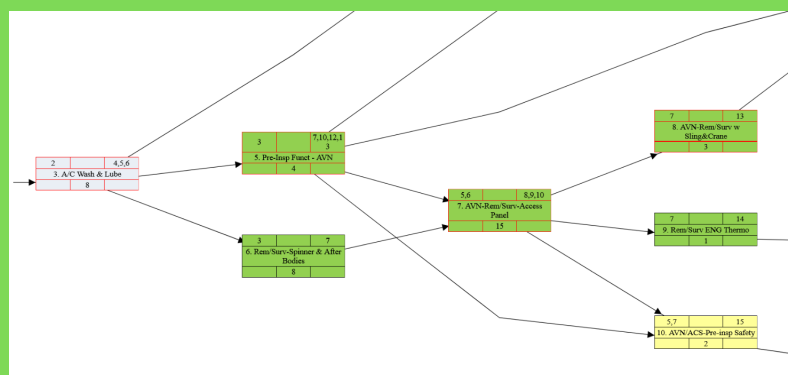 2 4,5,6
3. A/C Wash & Lube
8
3 7,10,12,1
3
5. Pre-Insp Funct - AVN
4
3 7
6. Rem/Surv-Spinner & After
Bodies
8
5,6 8,9,10
7. AVN-Rem/Surv-Access
Panel
15
7 13
8. AVN-Rem/Surv w
Sling&Crane
3
7 14
9. Rem/Surv ENG Thermo
1
5,7 15
10. AVN/ACS-Pre-insp Safety
2